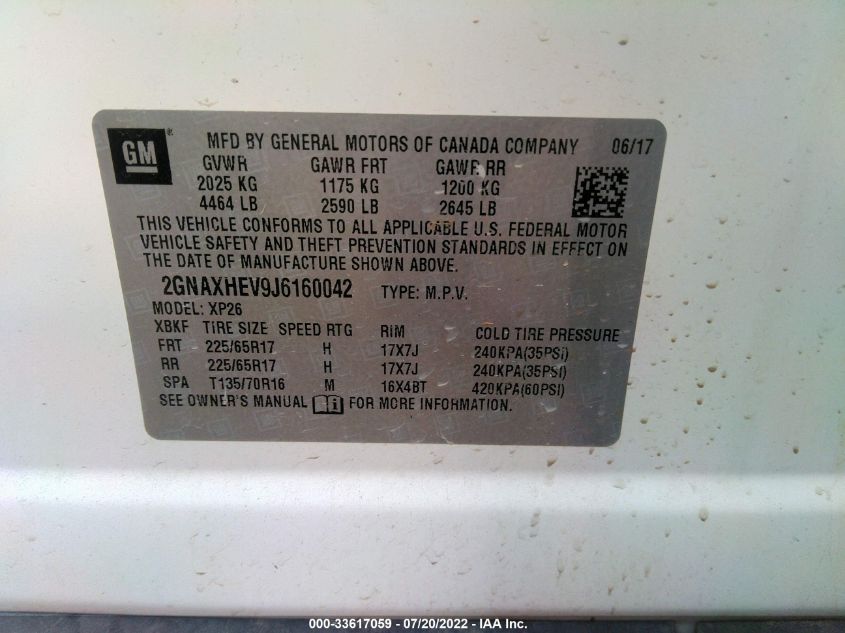 GM ® MFD BY GENERAL MOTORS OF CANADA COMPANY 06/17
GVWR GAWR FRT GAWR RR
2025 KG 1175 KG 1200 KG
4464 LB 2590 LB 2645 LB
THIS VEHICLE CONFORMS TO ALL APPLICABLE U.S. FEDERAL MOTOR
VEHICLE SAFETY AND THEFT PREVENTION STANDARDS IN EFFECT ON
THE DATE OF MANUFACTURE SHOWN ABOVE.
2GNAXHEV9J6160042 TYPE: M.P.V.
MODEL: XP26
XBKF TIRE SIZE SPEED RTG RIM COLD TIRE PRESSURE
FRT 225/65R17 H 17X7J 240KPA(35PSI)
RR 225/65R17 H 17X7J 240KPA(35PSI)
SPA T135/70R16 M 16X4BT 420KPA(60PSI)
SEE OWNER'S MANUAL FOR MORE INFORMATION.
000-33617059 - 07/20/2022 - IAA Inc.